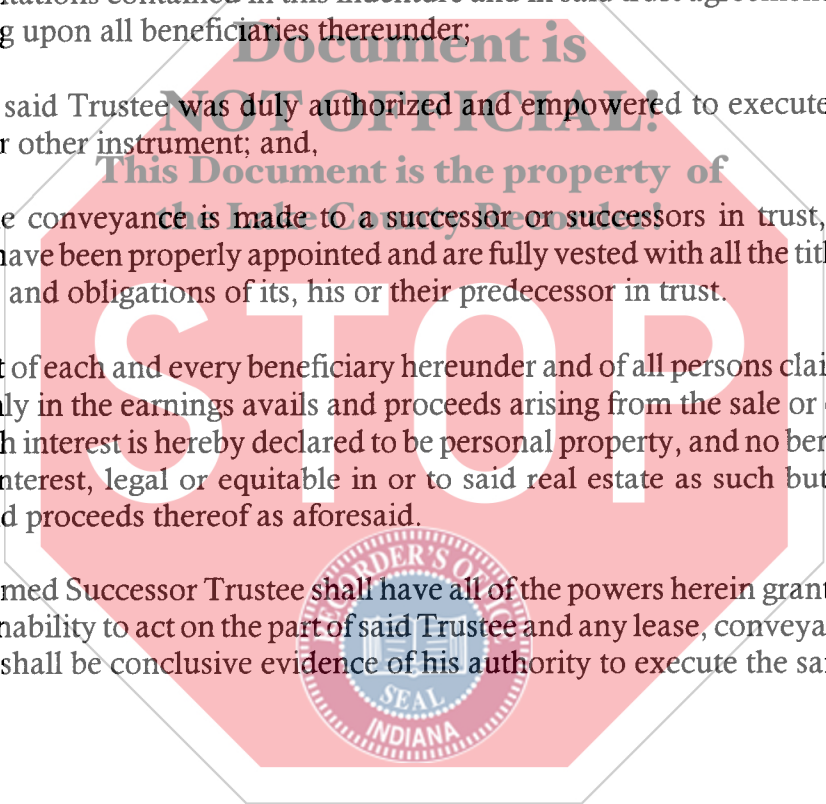 g upon all beneficiaries thereunder;
Document is
said Trustee was duly authorized and empowered to execute
NOT OFFICIAL!
r other instrument; and,
This Document is the property of
the Lake County Recorder!
e conveyance is made to a successor or successors in trust,
have been properly appointed and are fully vested with all the titl
and obligations of its, his or their predecessor in trust.
STOP
t of each and every beneficiary hereunder and of all persons clai
nly in the earnings avails and proceeds arising from the sale or
h interest is hereby declared to be personal property, and no ben
nterest, legal or equitable in or to said real estate as such but
d proceeds thereof as aforesaid.
RECORDER'S OFFICE
med Successor Trustee shall have all of the powers herein grant
nability to act on the part of said Trustee and any lease, conveya
shall be conclusive evidence of his authority to execute the sa
SEAL
INDIANA